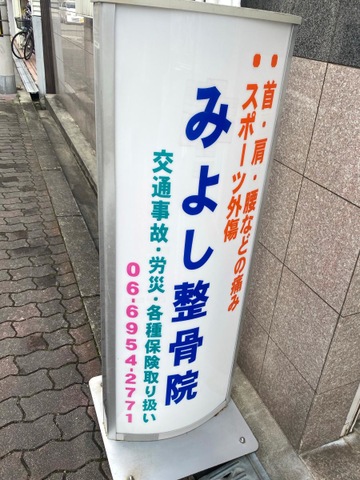 ・首・肩・腰などの痛み
・スポーツ外傷
みよし整骨院
交通事故・労災・各種保険取り扱い
06-6954-2771